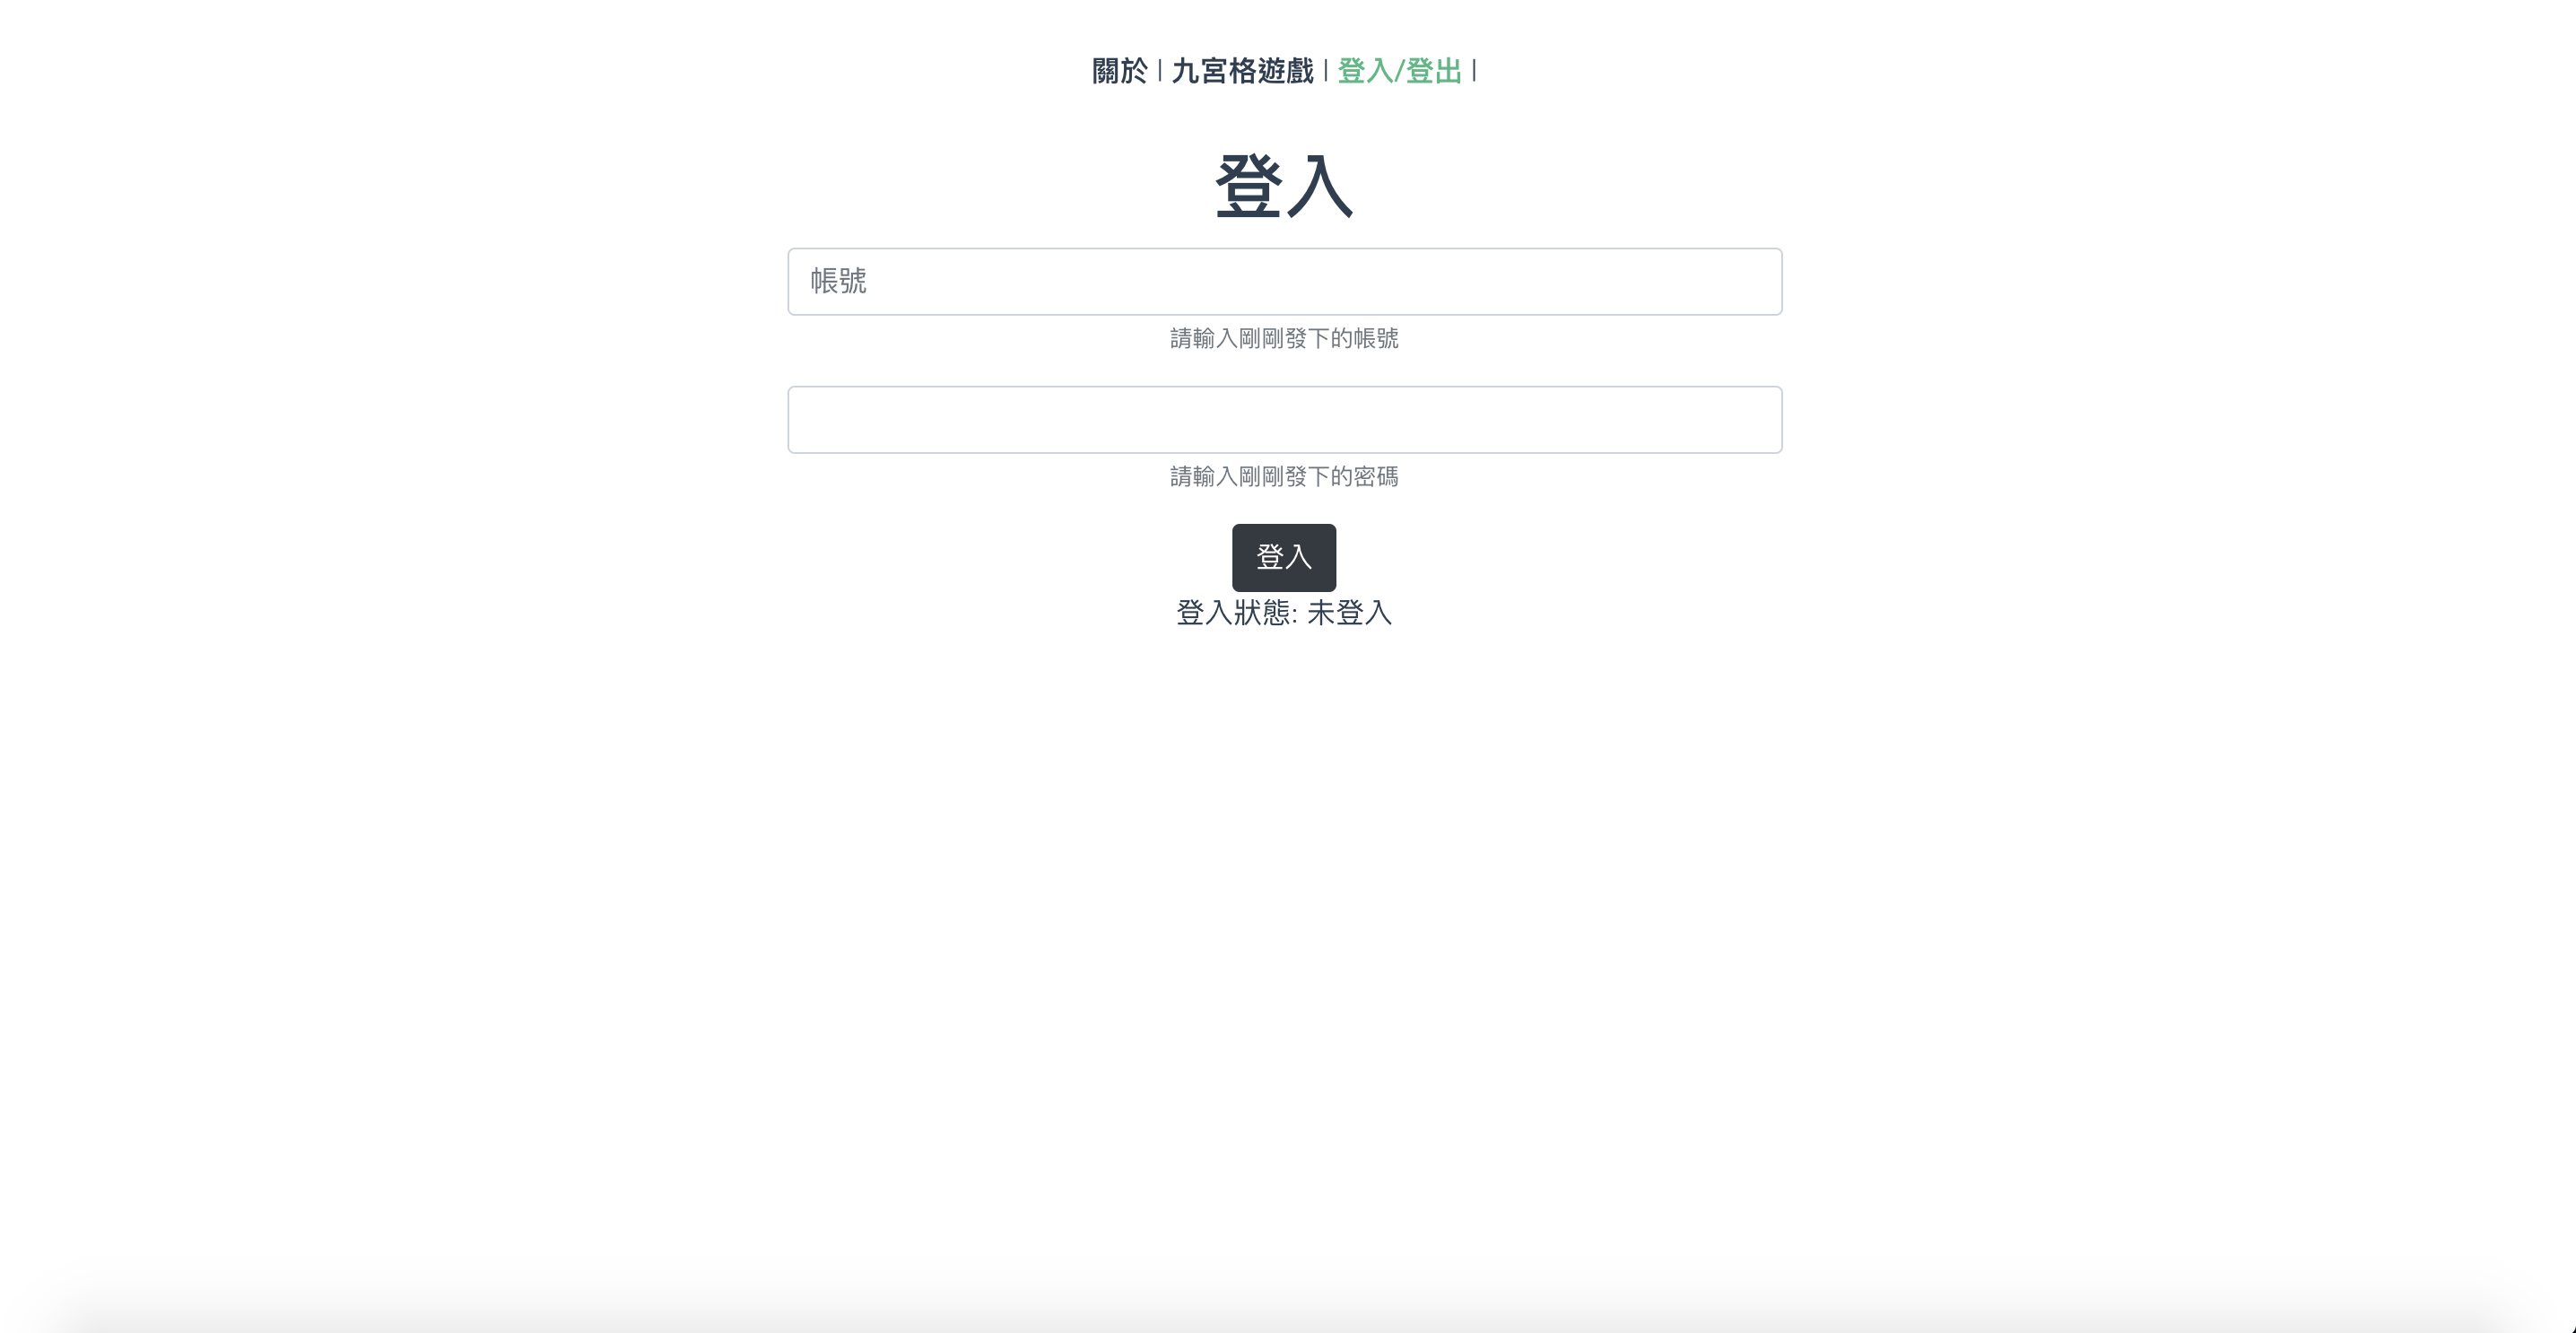 關於 | 九宮格遊戲 | 登入/登出 |
登入
帳號
請輸入剛剛發下的帳號
請輸入剛剛發下的密碼
登入
登入狀態: 未登入